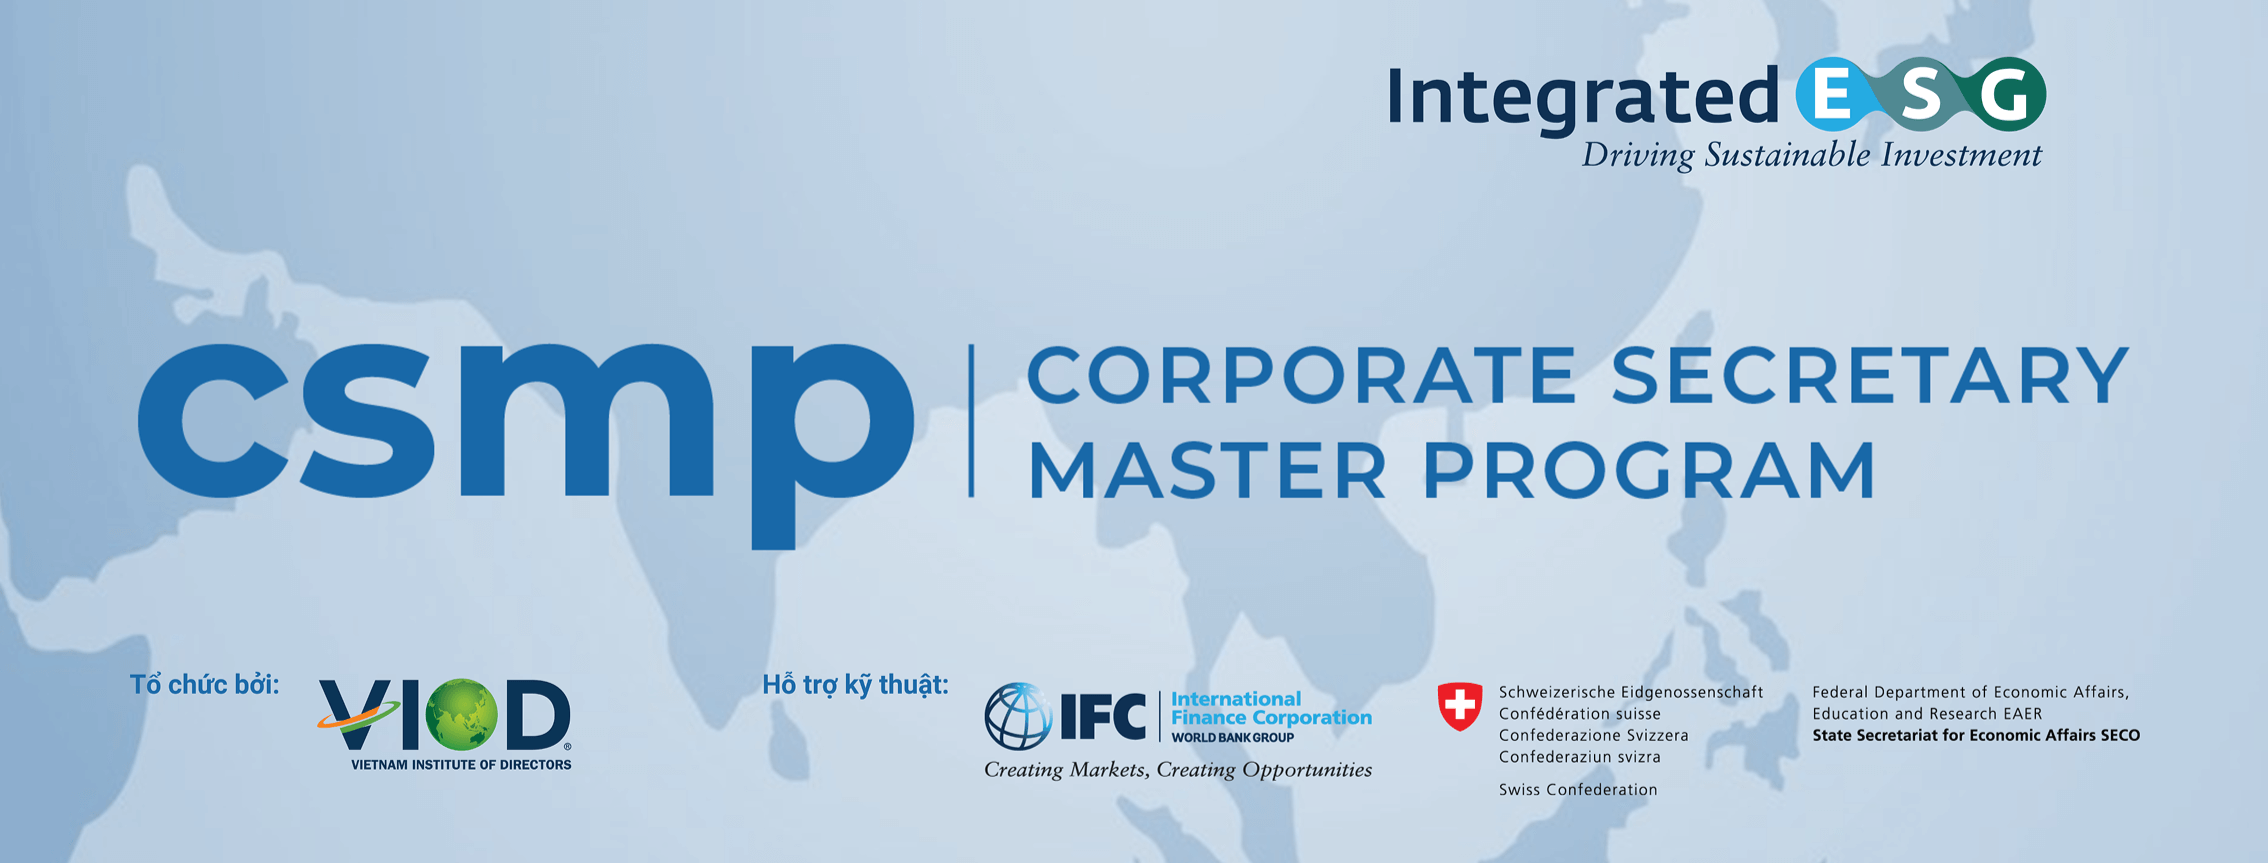 Integrated ESG
Driving Sustainable Investment
csmp
CORPORATE SECRETARY
MASTER PROGRAM
Tổ chức bởi:
VIOD®
VIETNAM INSTITUTE OF DIRECTORS
Hỗ trợ kỹ thuật:
IFC
International
Finance Corporation
WORLD BANK GROUP
Creating Markets, Creating Opportunities
Schweizerische Eidgenossenschaft
Confédération suisse
Confederazione Svizzera
Confederaziun svizra
Swiss Confederation
Federal Department of Economic Affairs,
Education and Research EAER
State Secretariat for Economic Affairs SECO